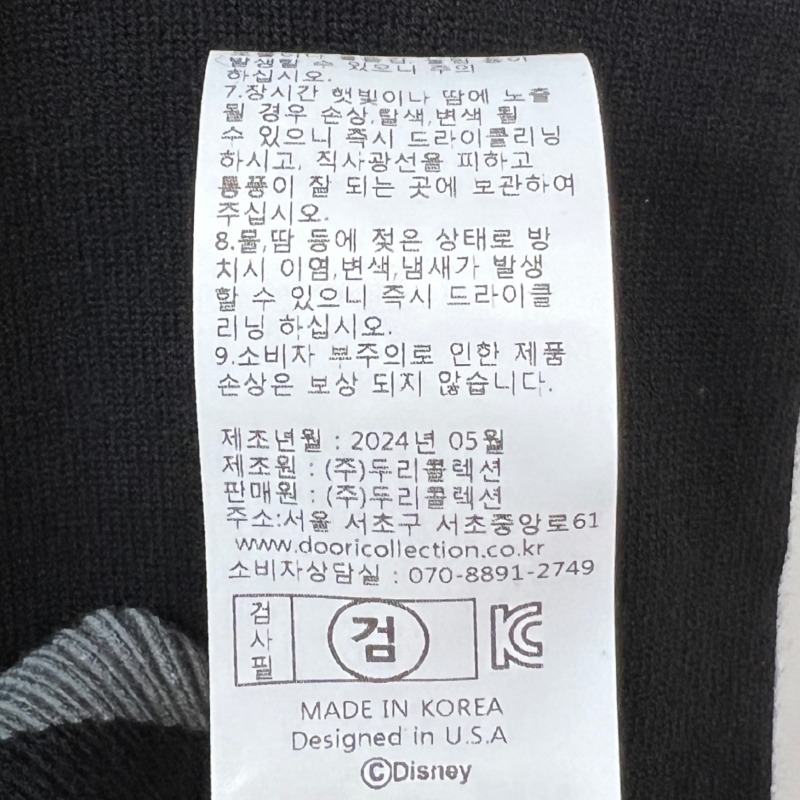 발생할 수 있으니 주의
하십시오.
7.장시간 햇빛이나 땀에 노출
될 경우 손상,탈색,변색 될
수 있으니 즉시 드라이클리닝
하시고, 직사광선을 피하고
통풍이 잘 되는 곳에 보관하여
주십시오.
8.물,땀 등에 젖은 상태로 방
치시 이염,변색,냄새가 발생
할 수 있으니 즉시 드라이클
리닝 하십시오.
9.소비자 부주의로 인한 제품
손상은 보상 되지 않습니다.
제조년월 : 2024년 05월
제조원 : (주)두리콜렉션
판매원 : (주)두리콜렉션
주소:서울 서초구 서초중앙로61
www.dooricollection.co.kr
소비자상담실 : 070-8891-2749
검사필
검
KC
MADE IN KOREA
Designed in U.S.A
©Disney